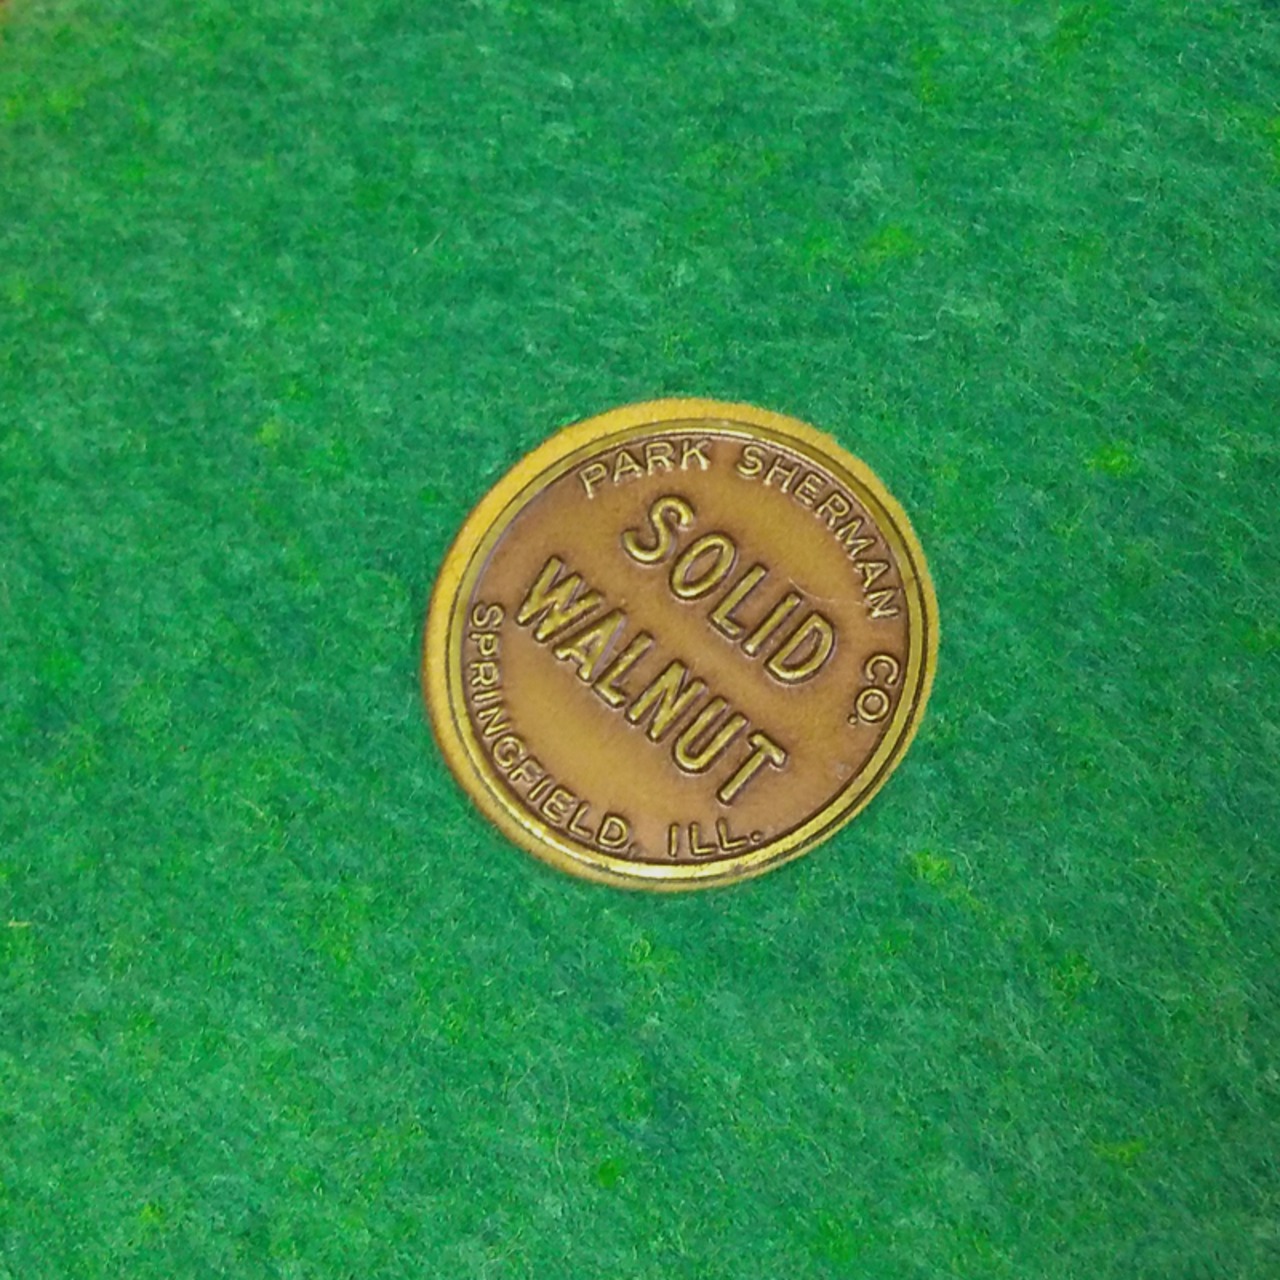 PARK SHERMAN CO.
SOLID
WALNUT
SPRINGFIELD, ILL.